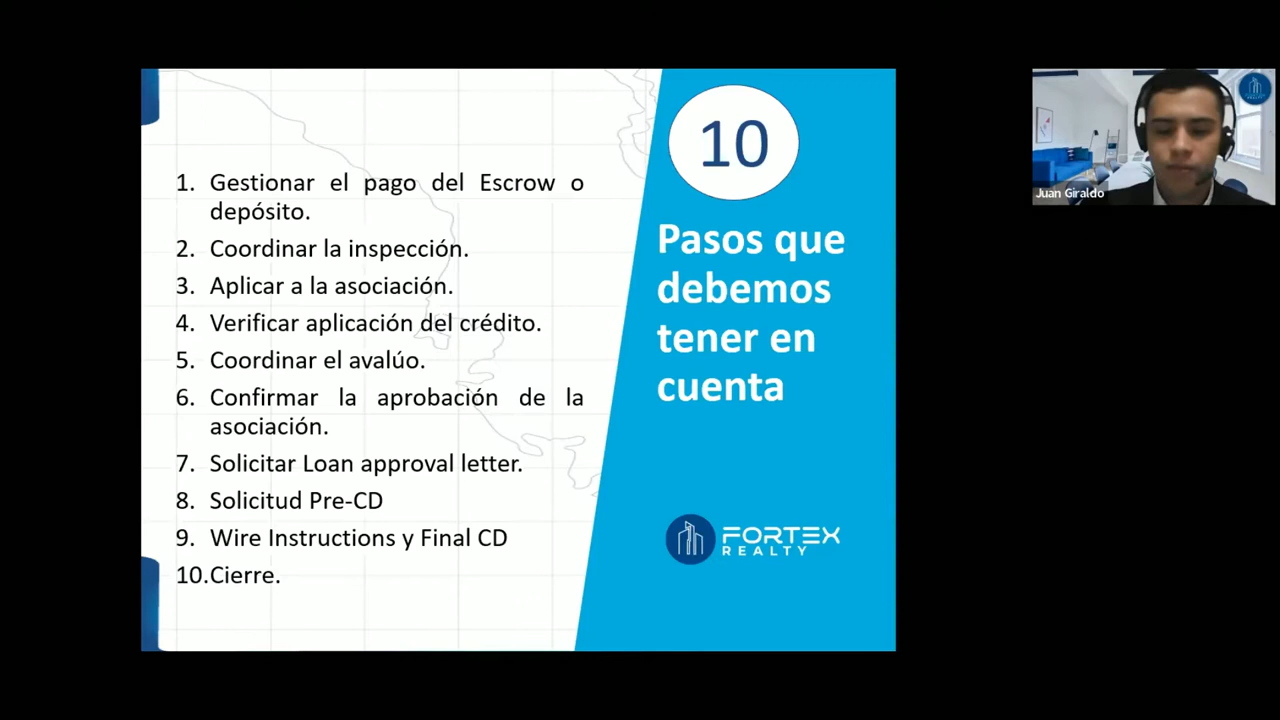 1. Gestionar el pago del Escrow o
depósito.
2. Coordinar la inspección.
3. Aplicar a la asociación.
4. Verificar aplicación del crédito.
5. Coordinar el avalúo.
6. Confirmar la aprobación de la
asociación.
7. Solicitar Loan approval letter.
8. Solicitud Pre-CD
9. Wire Instructions y Final CD
10.Cierre.
10
Pasos que
debemos
tener en
cuenta
FORTEX
REALTY
Juan Giraldo